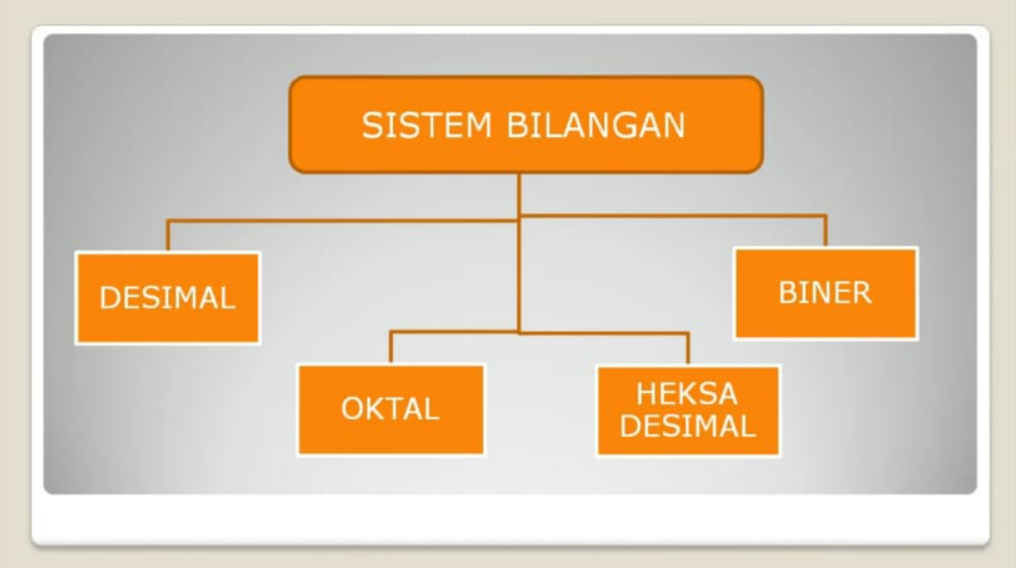 SISTEM BILANGAN
DESIMAL
BINER
OKTAL
HEKSA
DESIMAL